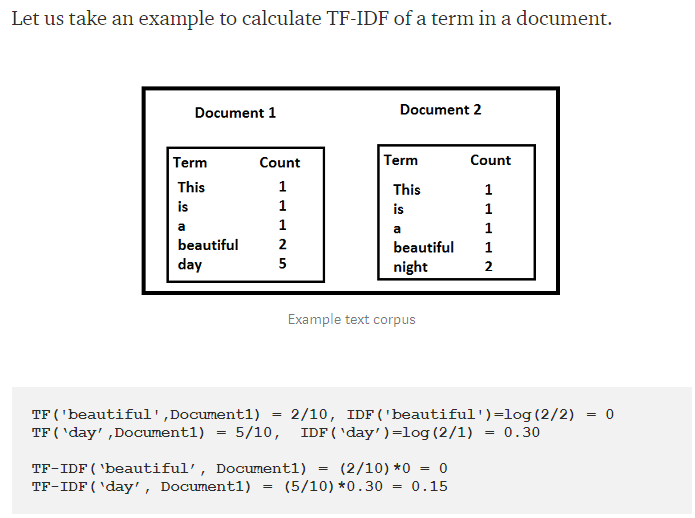 Let us take an example to calculate TF-IDF of a term in a document.
Document 1
Term Count
This 1
is 1
a 1
beautiful 2
day 5
Document 2
Term Count
This 1
is 1
a 1
beautiful 1
night 2
Example text corpus
TF('beautiful',Document1) = 2/10, IDF('beautiful')=log(2/2) = 0
TF(‘day’,Document1) = 5/10,  IDF(‘day’)=log(2/1) = 0.30
TF-IDF(‘beautiful’, Document1) = (2/10)*0 = 0
TF-IDF(‘day’, Document1) = (5/10)*0.30 = 0.15